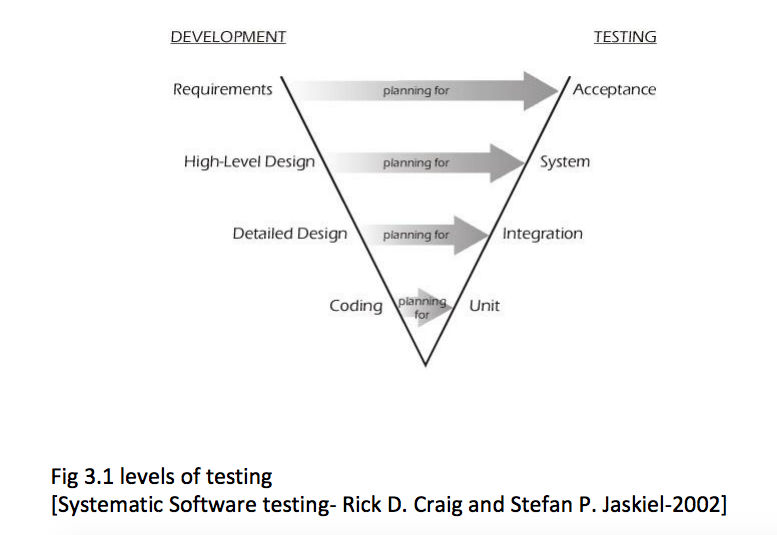 DEVELOPMENT TESTING
Requirements planning for Acceptance
High-Level Design planning for System
Detailed Design planning for Integration
Coding planning for Unit
Fig 3.1 levels of testing
[Systematic Software testing- Rick D. Craig and Stefan P. Jaskiel-2002]